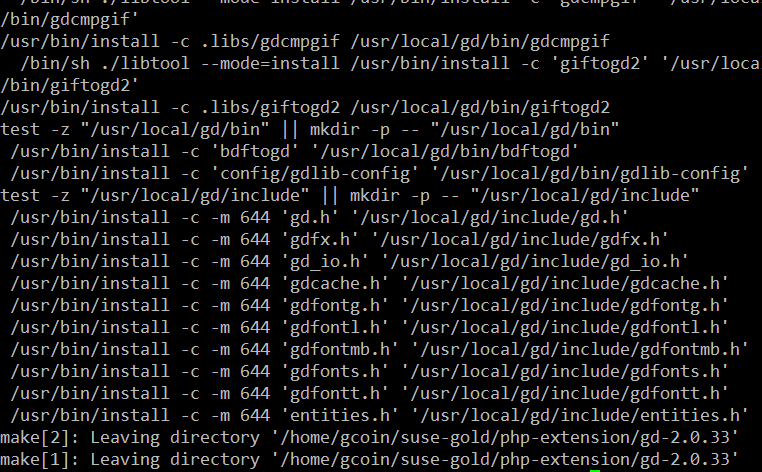 /bin/sh ./libtool --mode=install /usr/bin/install -c 'gdcmpgif' '/usr/loca
/bin/gdcmpgif'
/usr/bin/install -c .libs/gdcmpgif /usr/local/gd/bin/gdcmpgif
/bin/sh ./libtool --mode=install /usr/bin/install -c 'giftogd2' '/usr/loca
/bin/giftogd2'
/usr/bin/install -c .libs/giftogd2 /usr/local/gd/bin/giftogd2
test -z "/usr/local/gd/bin" || mkdir -p -- "/usr/local/gd/bin"
/usr/bin/install -c 'bdftogd' '/usr/local/gd/bin/bdftogd'
/usr/bin/install -c 'config/gdlib-config' '/usr/local/gd/bin/gdlib-config'
test -z "/usr/local/gd/include" || mkdir -p -- "/usr/local/gd/include"
/usr/bin/install -c -m 644 'gd.h' '/usr/local/gd/include/gd.h'
/usr/bin/install -c -m 644 'gdfx.h' '/usr/local/gd/include/gdfx.h'
/usr/bin/install -c -m 644 'gd_io.h' '/usr/local/gd/include/gd_io.h'
/usr/bin/install -c -m 644 'gdcache.h' '/usr/local/gd/include/gdcache.h'
/usr/bin/install -c -m 644 'gdfontg.h' '/usr/local/gd/include/gdfontg.h'
/usr/bin/install -c -m 644 'gdfontl.h' '/usr/local/gd/include/gdfontl.h'
/usr/bin/install -c -m 644 'gdfontmb.h' '/usr/local/gd/include/gdfontmb.h'
/usr/bin/install -c -m 644 'gdfonts.h' '/usr/local/gd/include/gdfonts.h'
/usr/bin/install -c -m 644 'gdfontt.h' '/usr/local/gd/include/gdfontt.h'
/usr/bin/install -c -m 644 'entities.h' '/usr/local/gd/include/entities.h'
make[2]: Leaving directory '/home/gcoin/suse-gold/php-extension/gd-2.0.33'
make[1]: Leaving directory '/home/gcoin/suse-gold/php-extension/gd-2.0.33'